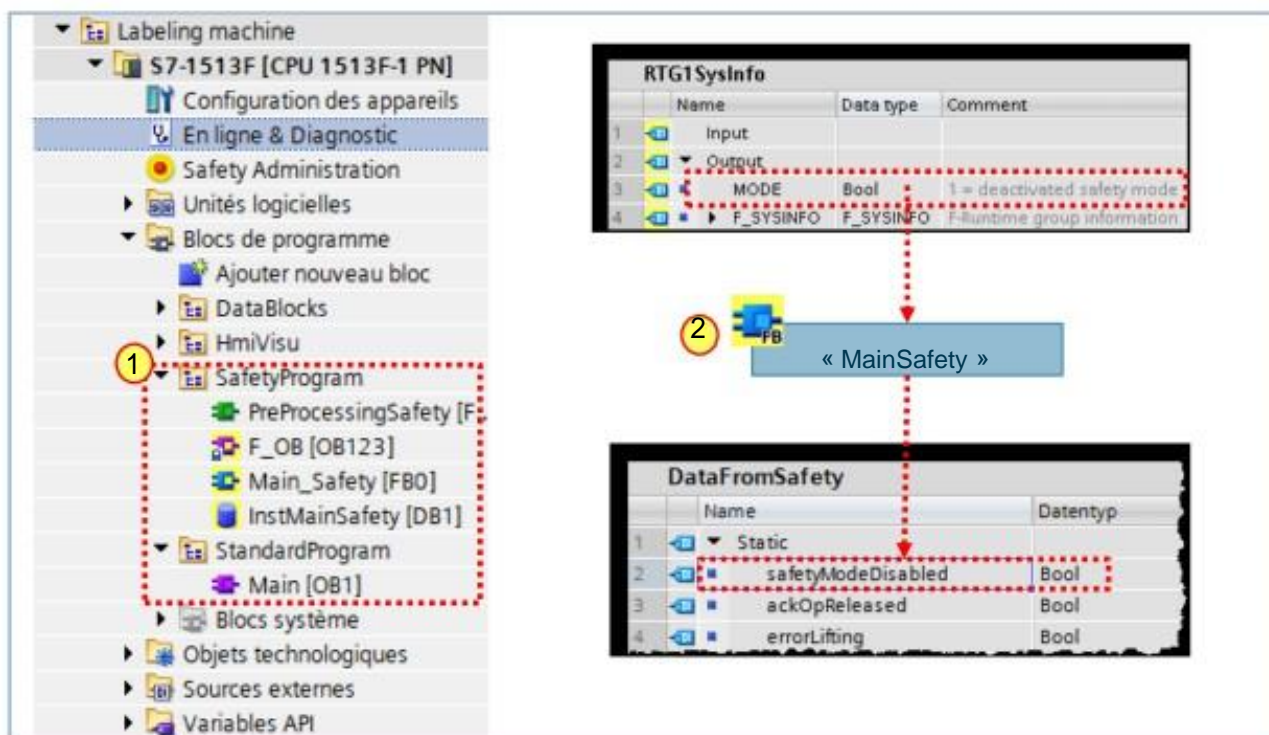 Labeling machine
S7-1513F [CPU 1513F-1 PN]
Configuration des appareils
En ligne & Diagnostic
Safety Administration
Unités logicielles
Blocs de programme
Ajouter nouveau bloc
DataBlocks
HmiVisu
1
SafetyProgram
PreProcessingSafety [F...
F_OB [OB123]
Main_Safety [FB0]
InstMainSafety [DB1]
StandardProgram
Main [OB1]
Blocs système
Objets technologiques
Sources externes
Variables API
RTG1SysInfo
Name Data type Comment
1 Input
2 Output
3 MODE Bool 1 = deactivated safety mode
4 F_SYSINFO F_SYSINFO F-Runtime group information
2
FB
« MainSafety »
DataFromSafety
Name Datentyp
1 Static
2 safetyModeDisabled Bool
3 ackOpReleased Bool
4 errorLifting Bool